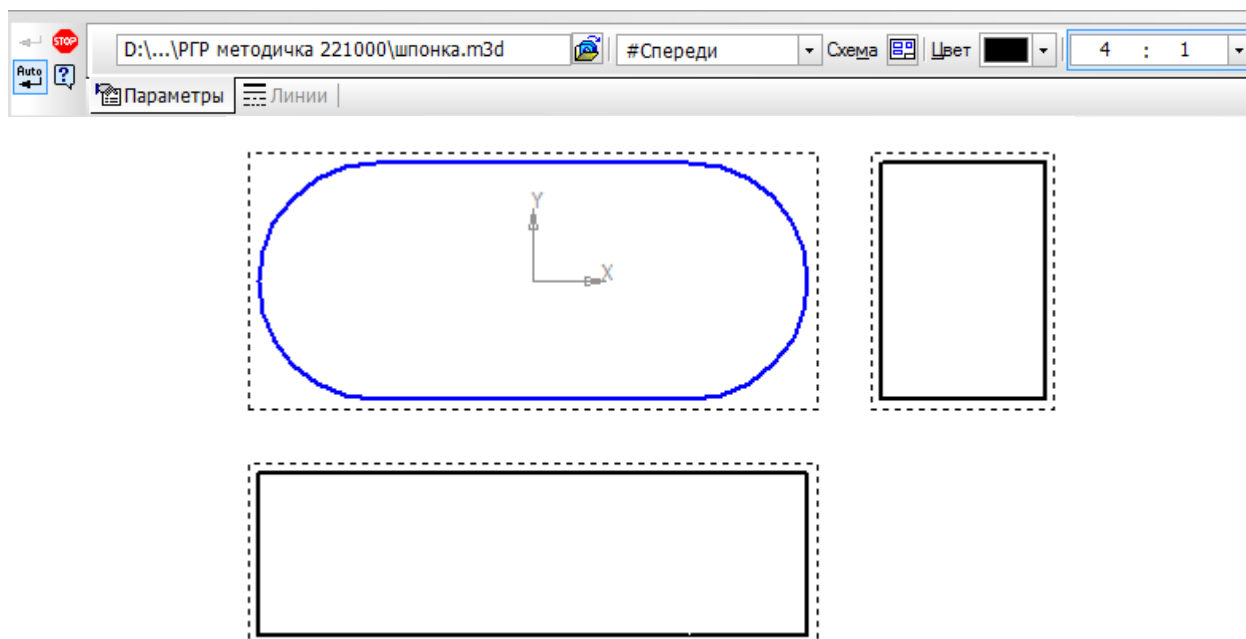 STOP
D:\...\РГР методичка 221000\шпонка.m3d
#Спереди
Схема
Цвет
4 : 1
Auto
?
Параметры
Линии
Y
X